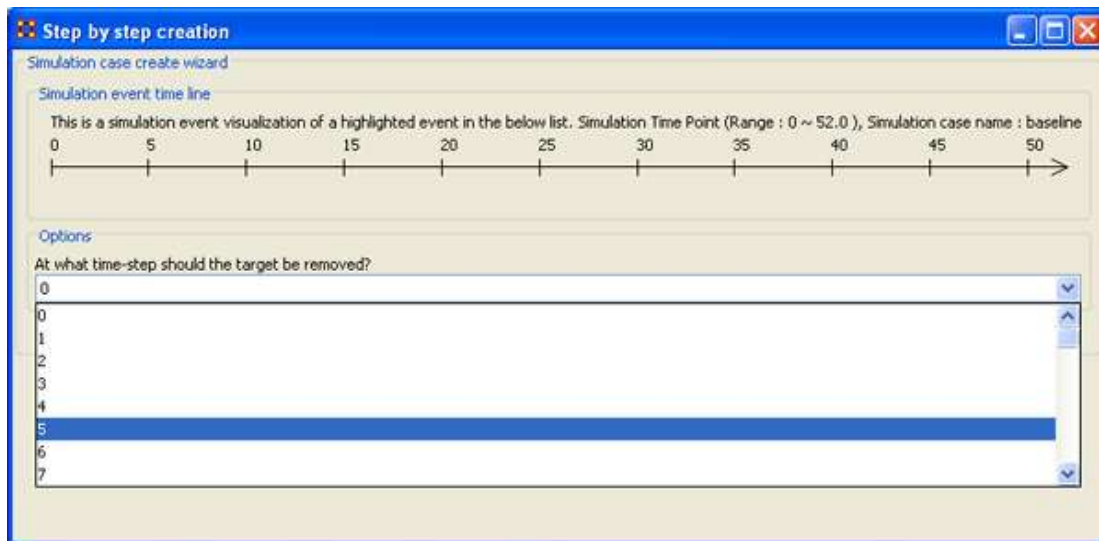 Step by step creation
Simulation case create wizard
Simulation event time line
This is a simulation event visualization of a highlighted event in the below list. Simulation Time Point (Range : 0 ~ 52.0 ), Simulation case name : baseline
0 5 10 15 20 25 30 35 40 45 50
Options
At what time-step should the target be removed?
0
0
1
2
3
4
5
6
7